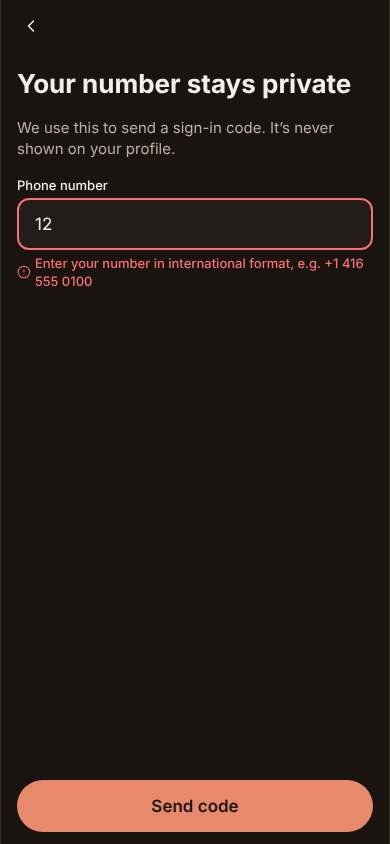 Your number stays private
We use this to send a sign-in code. It’s never
shown on your profile.
Phone number
12
Enter your number in international format, e.g. +1 416
555 0100
Send code